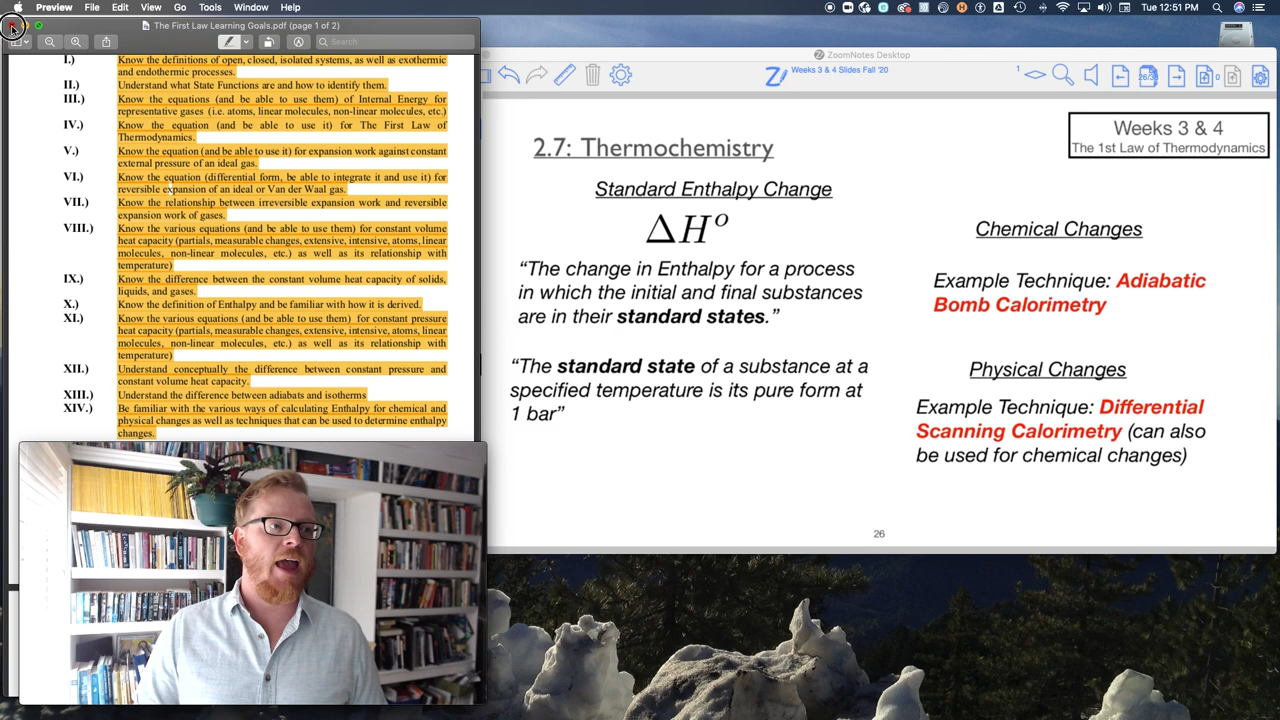 Preview File Edit View Go Tools Window Help
Tue 12:51 PM
The First Law Learning Goals.pdf (page 1 of 2)
Search
I.) Know the definitions of open, closed, isolated systems, as well as exothermic
and endothermic processes.
II.) Understand what State Functions are and how to identify them.
III.) Know the equations (and be able to use them) of Internal Energy for
representative gases (i.e. atoms, linear molecules, non-linear molecules, etc.)
IV.) Know the equation (and be able to use it) for The First Law of
Thermodynamics.
V.) Know the equation (and be able to use it) for expansion work against constant
external pressure of an ideal gas.
VI.) Know the equation (differential form, be able to integrate it and use it) for
reversible expansion of an ideal or Van der Waal gas.
VII.) Know the relationship between irreversible expansion work and reversible
expansion work of gases.
VIII.) Know the various equations (and be able to use them) for constant volume
heat capacity (partials, measurable changes, extensive, intensive, atoms, linear
molecules, non-linear molecules, etc.) as well as its relationship with
temperature)
IX.) Know the difference between the constant volume heat capacity of solids,
liquids, and gases.
X.) Know the definition of Enthalpy and be familiar with how it is derived.
XI.) Know the various equations (and be able to use them) for constant pressure
heat capacity (partials, measurable changes, extensive, intensive, atoms, linear
molecules, non-linear molecules, etc.) as well as its relationship with
temperature)
XII.) Understand conceptually the difference between constant pressure and
constant volume heat capacity.
XIII.) Understand the difference between adiabats and isotherms
XIV.) Be familiar with the various ways of calculating Enthalpy for chemical and
physical changes as well as techniques that can be used to determine enthalpy
changes.
ZoomNotes Desktop
Weeks 3 & 4 Slides Fall '20
1
0
Weeks 3 & 4
The 1st Law of Thermodynamics
2.7: Thermochemistry
Standard Enthalpy Change
ΔH°
“The change in Enthalpy for a process
in which the initial and final substances
are in their standard states.”
“The standard state of a substance at a
specified temperature is its pure form at
1 bar”
Chemical Changes
Example Technique: Adiabatic
Bomb Calorimetry
Physical Changes
Example Technique: Differential
Scanning Calorimetry (can also
be used for chemical changes)
26